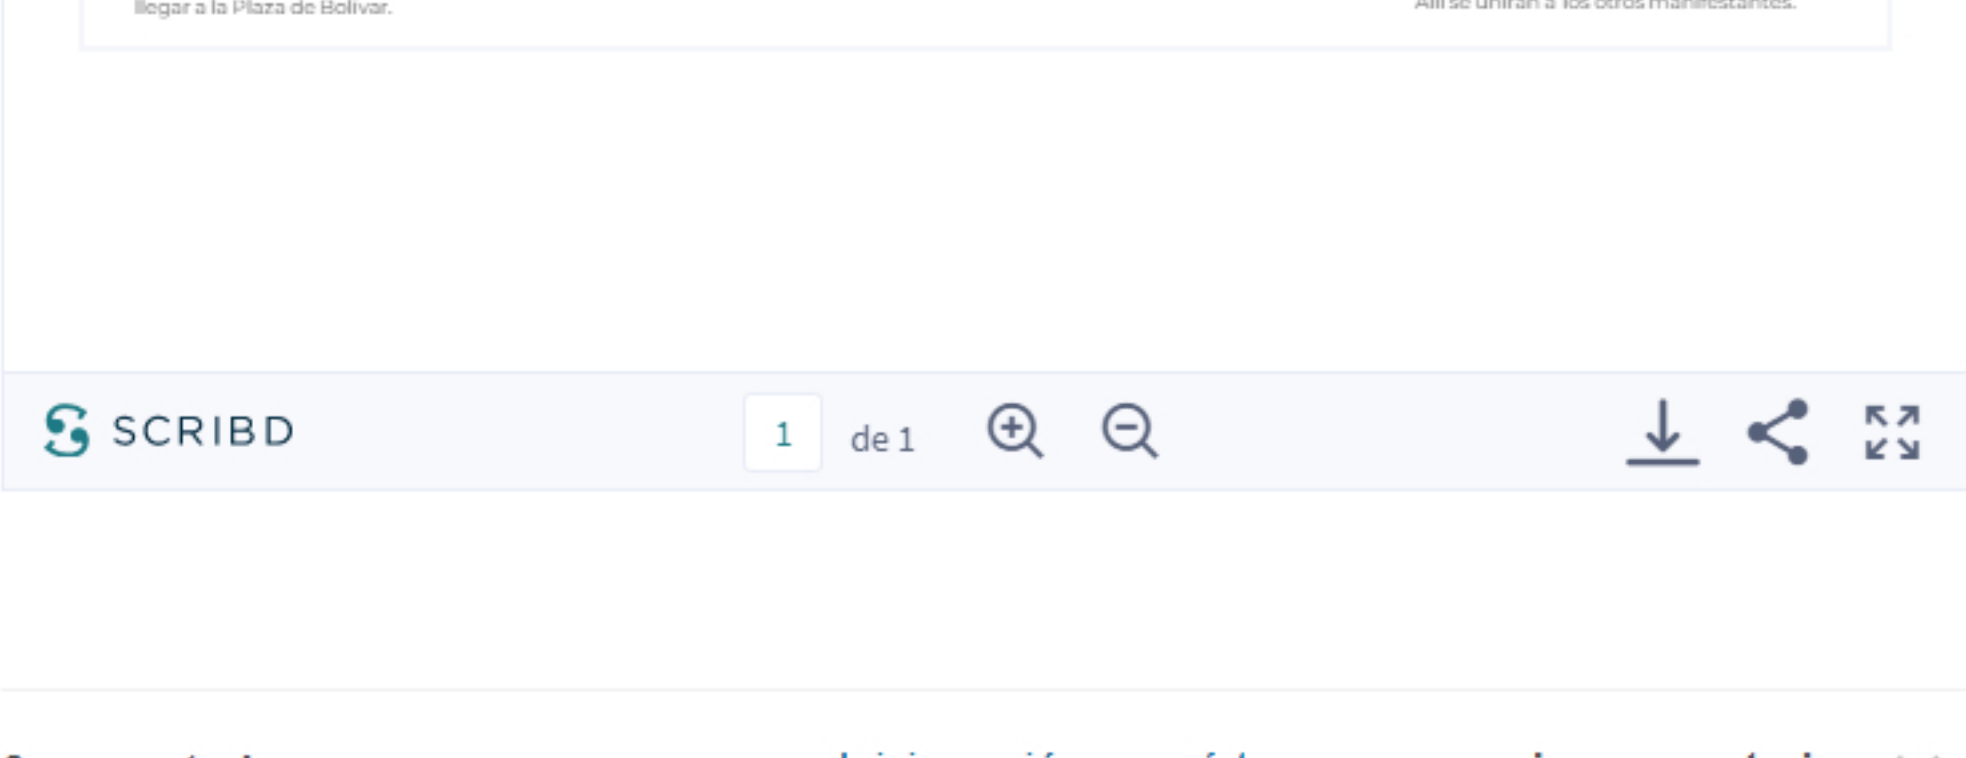 llegar a la Plaza de Bolívar.
Allí se unirán a los otros manifestantes.
SCRIBD
1 de 1